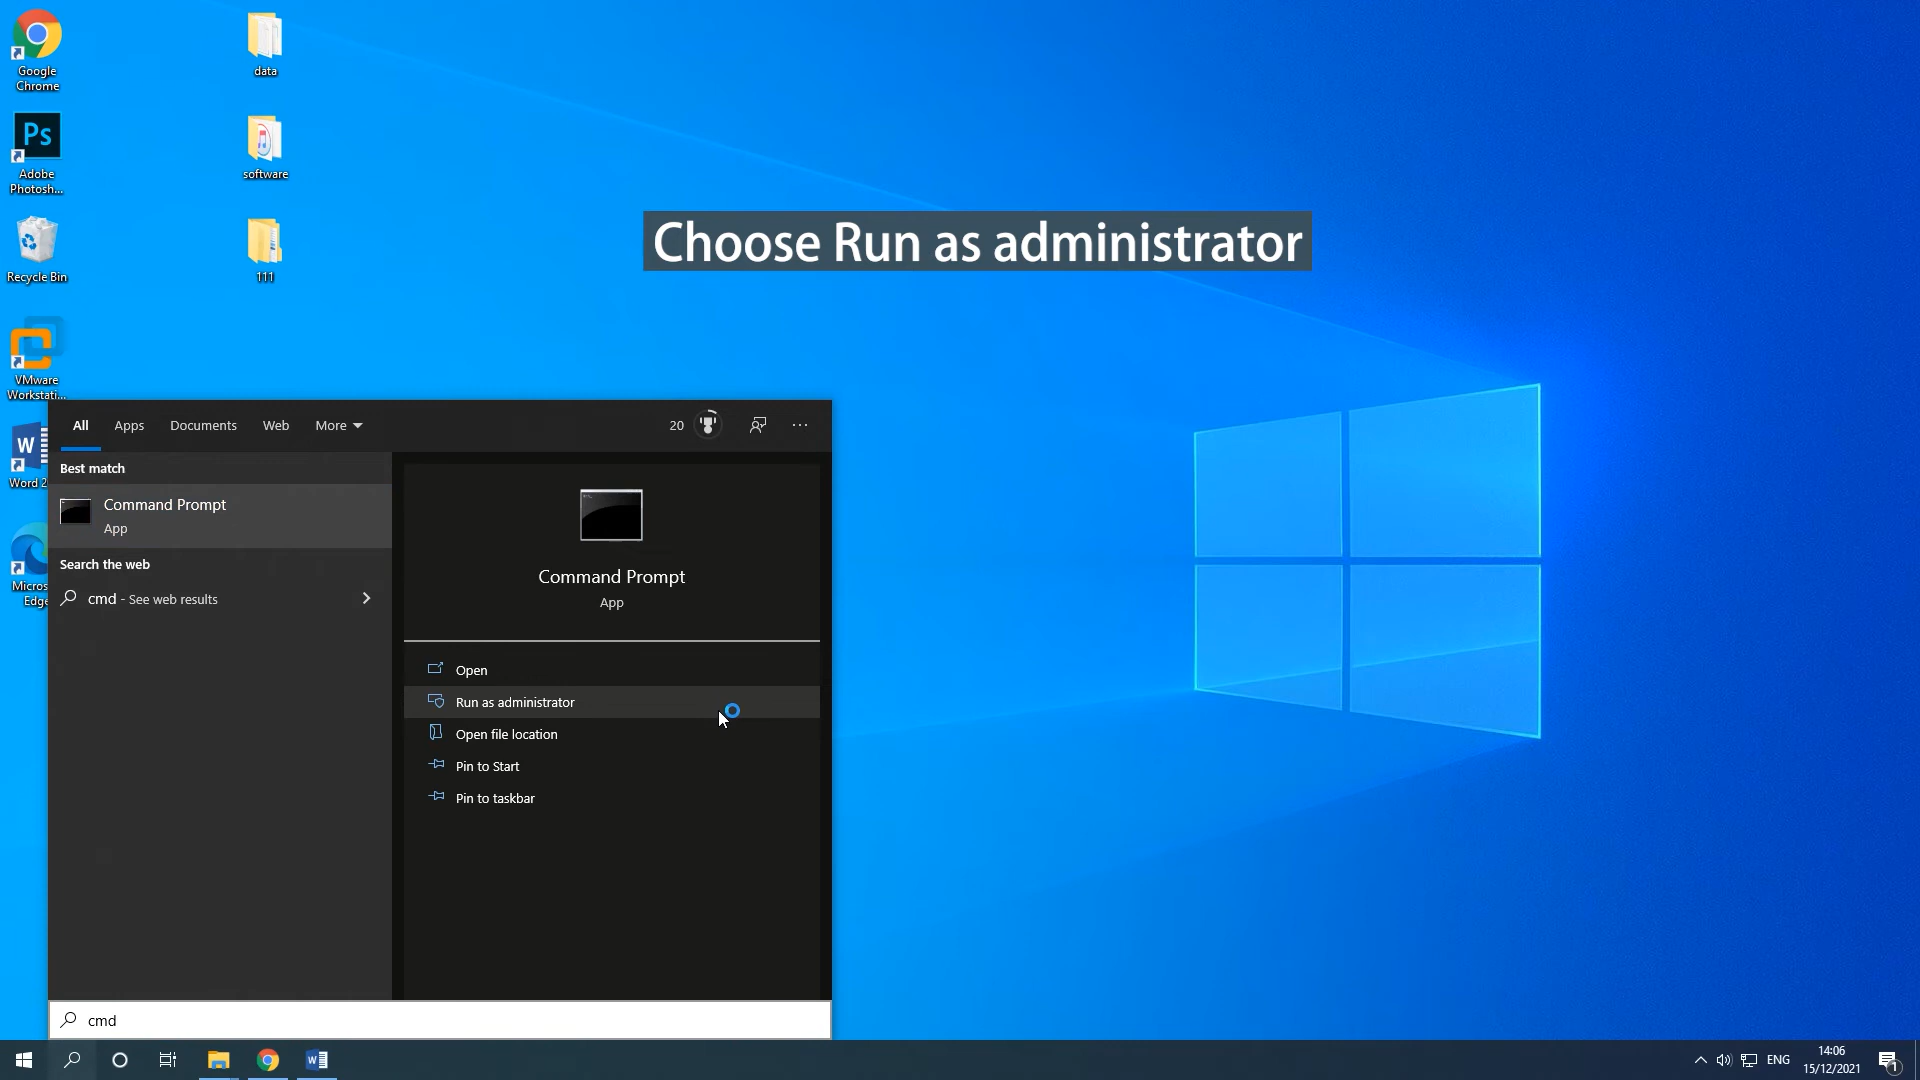 Google
Chrome
data
Ps
Adobe
Photosh...
software
Recycle Bin
111
VMware
Workstati...
Choose Run as administrator
W
Word 2
Micros
Edge
All
Apps
Documents
Web
More
20
Best match
Command Prompt
App
Search the web
cmd - See web results
Command Prompt
App
Open
Run as administrator
Open file location
Pin to Start
Pin to taskbar
cmd
W
ENG
14:06
15/12/2021
1